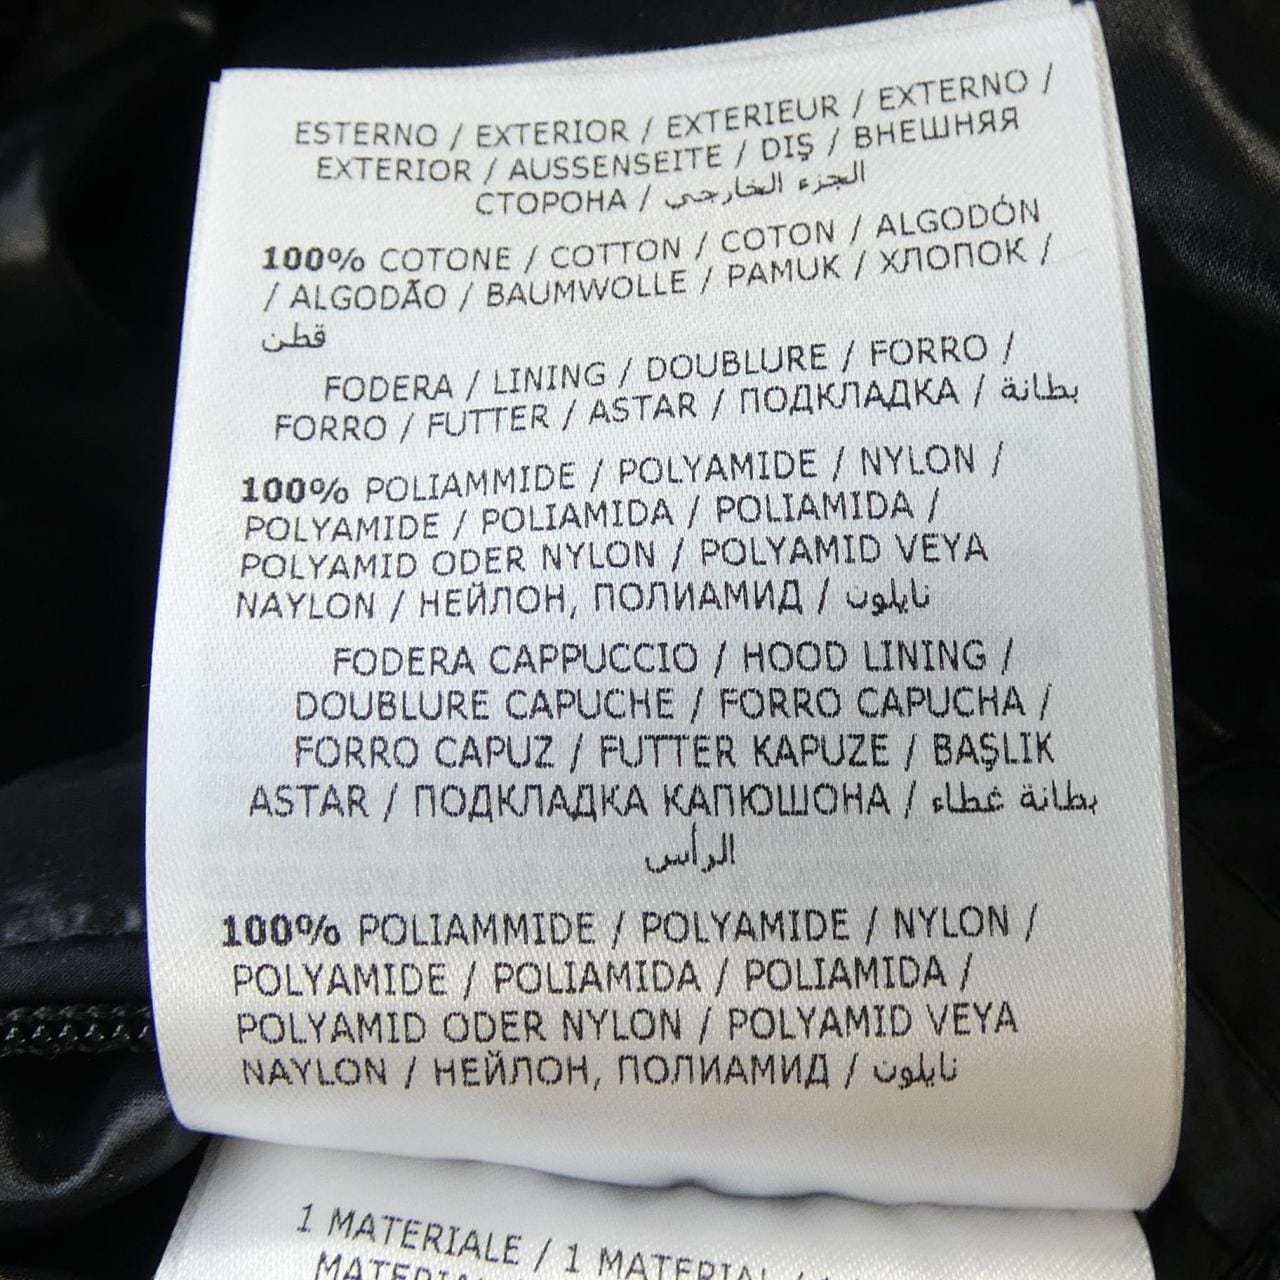 ESTERNO / EXTERIOR / EXTERIEUR / EXTERNO /
EXTERIOR / AUSSENSEITE / DIŞ / ВНЕШНЯЯ
СТОРОНА / الجزء الخارجي
100% COTONE / COTTON / COTON / ALGODÓN
/ ALGODÃO / BAUMWOLLE / PAMUK / ХЛОПОК /
قطن
FODERA / LINING / DOUBLURE / FORRO /
FORRO / FUTTER / ASTAR / ПОДКЛАДКА / بطانة
100% POLIAMMIDE / POLYAMIDE / NYLON /
POLYAMIDE / POLIAMIDA / POLIAMIDA /
POLYAMID ODER NYLON / POLYAMID VEYA
NAYLON / НЕЙЛОН, ПОЛИАМИД / نايلون
FODERA CAPPUCCIO / HOOD LINING /
DOUBLURE CAPUCHE / FORRO CAPUCHA /
FORRO CAPUZ / FUTTER KAPUZE / BAŞLIK
ASTAR / ПОДКЛАДКА КАПЮШОНА / بطانة غطاء
الرأس
100% POLIAMMIDE / POLYAMIDE / NYLON /
POLYAMIDE / POLIAMIDA / POLIAMIDA /
POLYAMID ODER NYLON / POLYAMID VEYA
NAYLON / НЕЙЛОН, ПОЛИАМИД / نايلون
1 MATERIALE / 1 MATERIAL /